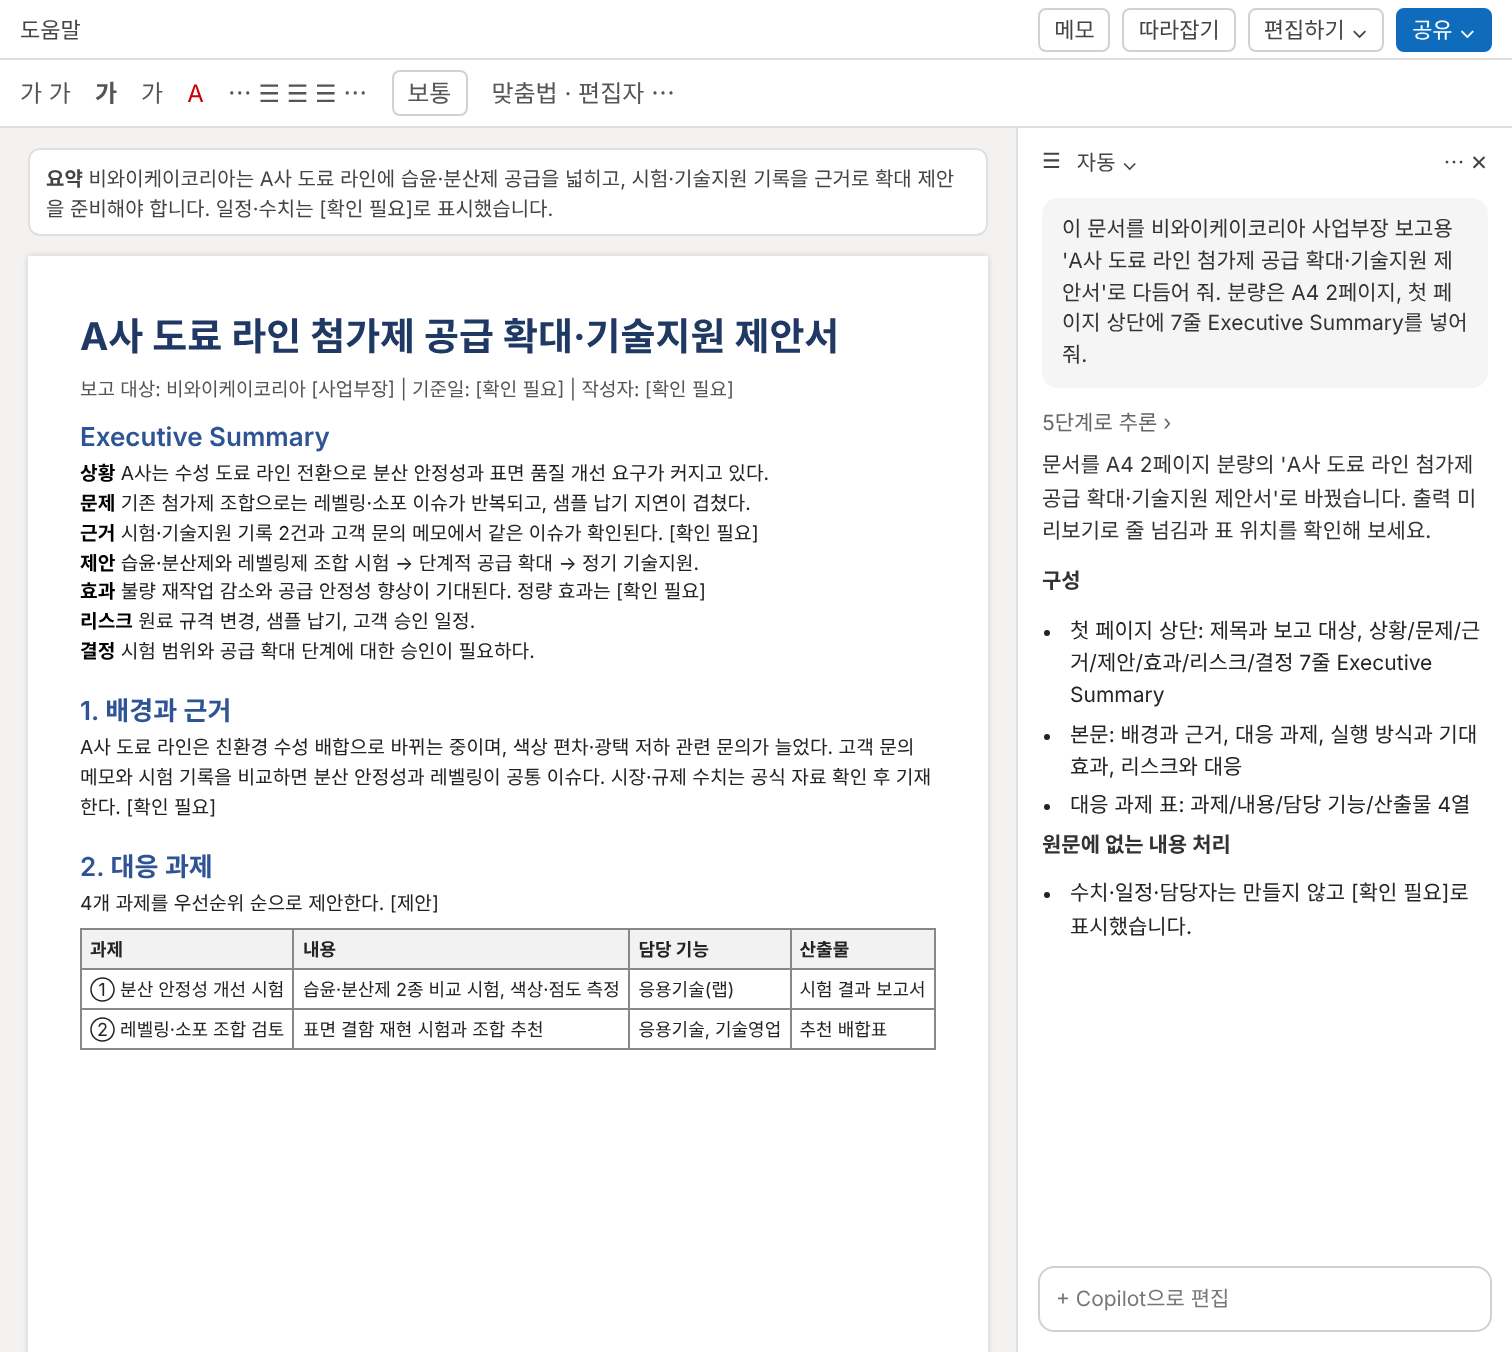 도움말
메모
따라잡기
편집하기
공유
가 가 가 가 A ··· ☰ ☰ ☰ ···
보통
맞춤법 · 편집자 ···
요약 비와이케이코리아는 A사 도료 라인에 습윤·분산제 공급을 넓히고, 시험·기술지원 기록을 근거로 확대 제안
을 준비해야 합니다. 일정·수치는 [확인 필요]로 표시했습니다.
A사 도료 라인 첨가제 공급 확대·기술지원 제안서
보고 대상: 비와이케이코리아 [사업부장] | 기준일: [확인 필요] | 작성자: [확인 필요]
Executive Summary
상황 A사는 수성 도료 라인 전환으로 분산 안정성과 표면 품질 개선 요구가 커지고 있다.
문제 기존 첨가제 조합으로는 레벨링·소포 이슈가 반복되고, 샘플 납기 지연이 겹쳤다.
근거 시험·기술지원 기록 2건과 고객 문의 메모에서 같은 이슈가 확인된다. [확인 필요]
제안 습윤·분산제와 레벨링제 조합 시험 → 단계적 공급 확대 → 정기 기술지원.
효과 불량 재작업 감소와 공급 안정성 향상이 기대된다. 정량 효과는 [확인 필요]
리스크 원료 규격 변경, 샘플 납기, 고객 승인 일정.
결정 시험 범위와 공급 확대 단계에 대한 승인이 필요하다.
1. 배경과 근거
A사 도료 라인은 친환경 수성 배합으로 바뀌는 중이며, 색상 편차·광택 저하 관련 문의가 늘었다. 고객 문의
메모와 시험 기록을 비교하면 분산 안정성과 레벨링이 공통 이슈다. 시장·규제 수치는 공식 자료 확인 후 기재
한다. [확인 필요]
2. 대응 과제
4개 과제를 우선순위 순으로 제안한다. [제안]
과제 내용 담당 기능 산출물
① 분산 안정성 개선 시험 습윤·분산제 2종 비교 시험, 색상·점도 측정 응용기술(랩) 시험 결과 보고서
② 레벨링·소포 조합 검토 표면 결함 재현 시험과 조합 추천 응용기술, 기술영업 추천 배합표
☰ 자동 ··· ✕
이 문서를 비와이케이코리아 사업부장 보고용
'A사 도료 라인 첨가제 공급 확대·기술지원 제
안서'로 다듬어 줘. 분량은 A4 2페이지, 첫 페
이지 상단에 7줄 Executive Summary를 넣어
줘.
5단계로 추론 ›
문서를 A4 2페이지 분량의 'A사 도료 라인 첨가제
공급 확대·기술지원 제안서'로 바꿨습니다. 출력 미
리보기로 줄 넘김과 표 위치를 확인해 보세요.
구성
• 첫 페이지 상단: 제목과 보고 대상, 상황/문제/근
거/제안/효과/리스크/결정 7줄 Executive
Summary
• 본문: 배경과 근거, 대응 과제, 실행 방식과 기대
효과, 리스크와 대응
• 대응 과제 표: 과제/내용/담당 기능/산출물 4열
원문에 없는 내용 처리
• 수치·일정·담당자는 만들지 않고 [확인 필요]로
표시했습니다.
+ Copilot으로 편집